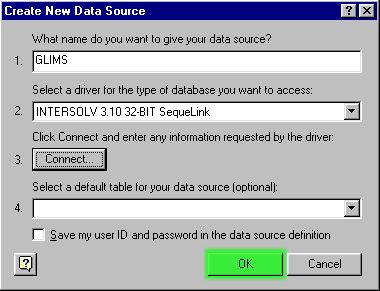 Create New Data Source
What name do you want to give your data source?
1. GLIMS
Select a driver for the type of database you want to access:
2. INTERSOLV 3.10 32-BIT SequeLink
Click Connect and enter any information requested by the driver:
3. Connect...
Select a default table for your data source (optional):
4.
Save my user ID and password in the data source definition
OK Cancel